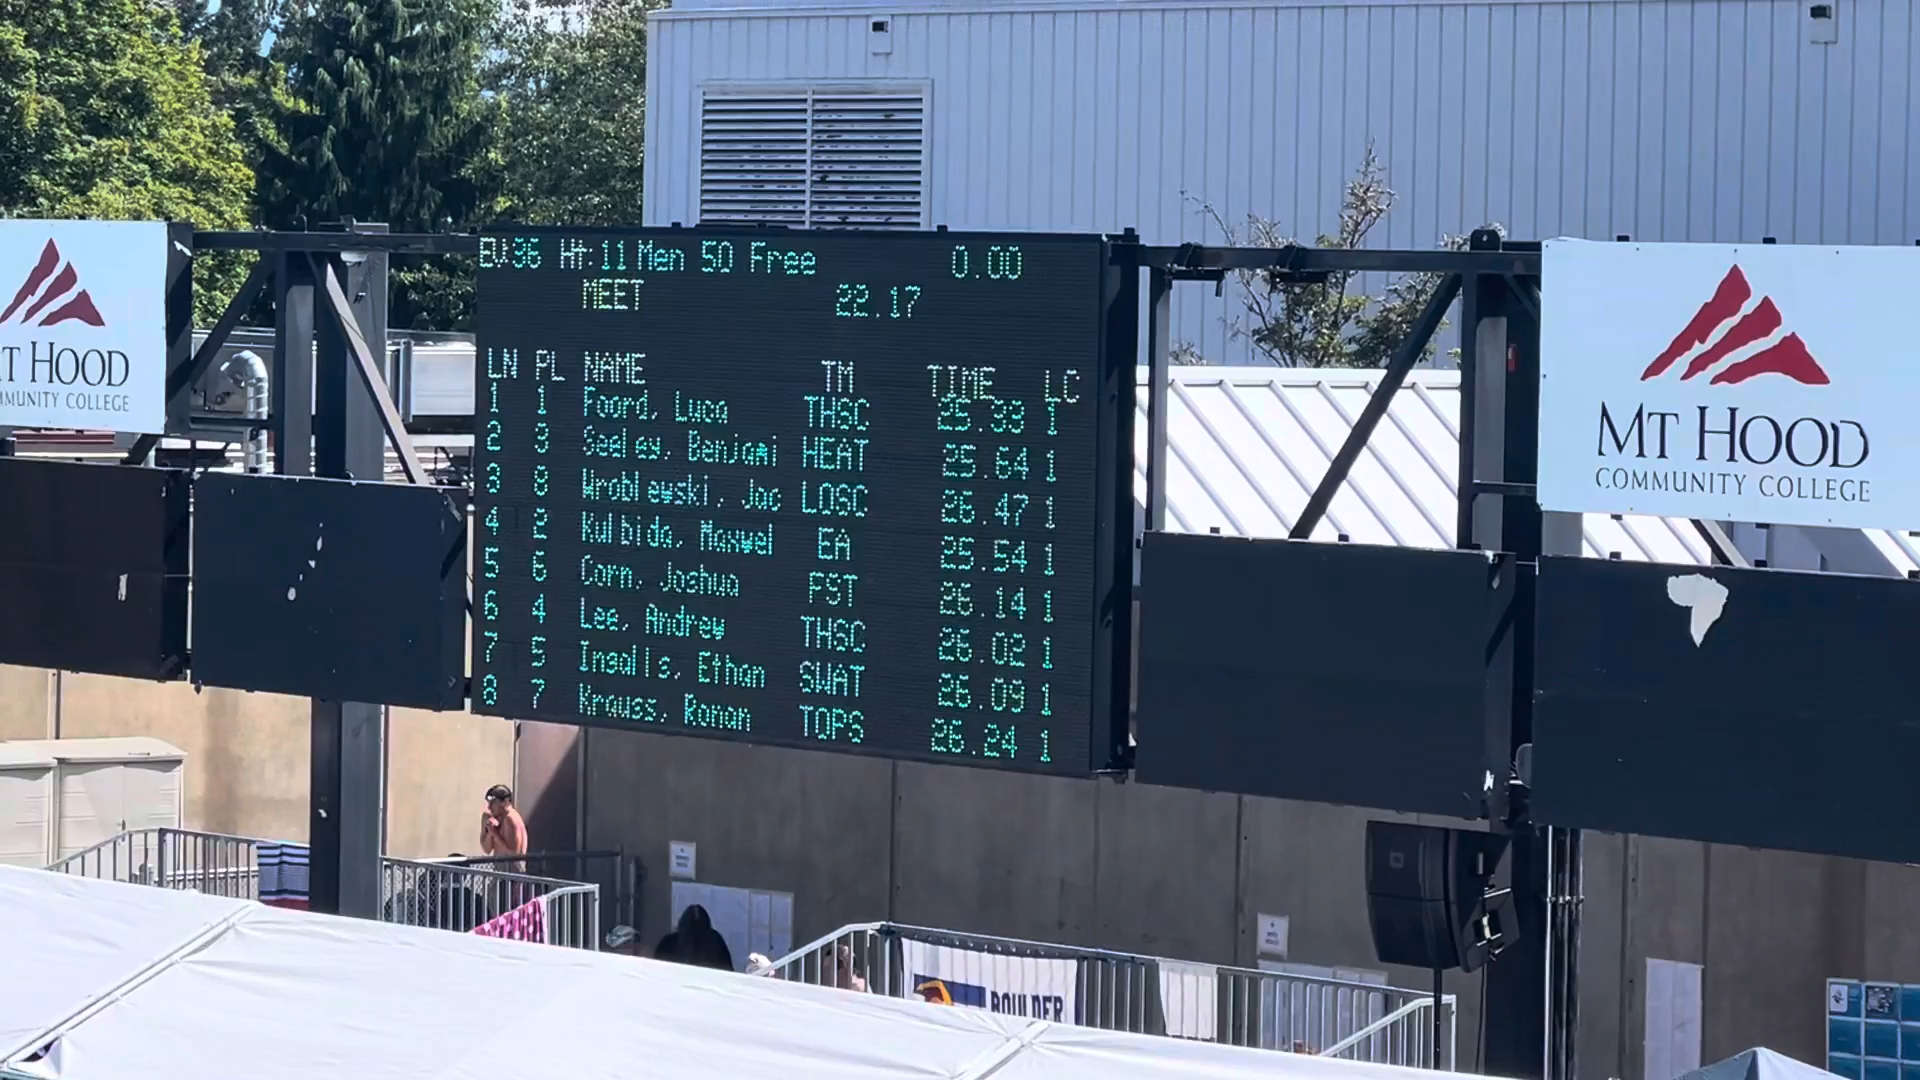 EV:36 Ht:11 Men 50 Free 0.00
MEET 22.17
LN PL NAME TM TIME LC
1 1 Foord, Luca THSC 25.33 1
2 3 Seeley, Benjami HEAT 25.64 1
3 8 Wroblewski, Jac LOSC 26.47 1
4 2 Kulbida, Maxwel EA 25.54 1
5 6 Corn, Joshua FST 26.14 1
6 4 Lee, Andrew THSC 26.02 1
7 5 Ingalls, Ethan SWAT 26.09 1
8 7 Krauss, Ronan TOPS 26.24 1
T HOOD
MMUNITY COLLEGE
MT HOOD
COMMUNITY COLLEGE
BOULDER